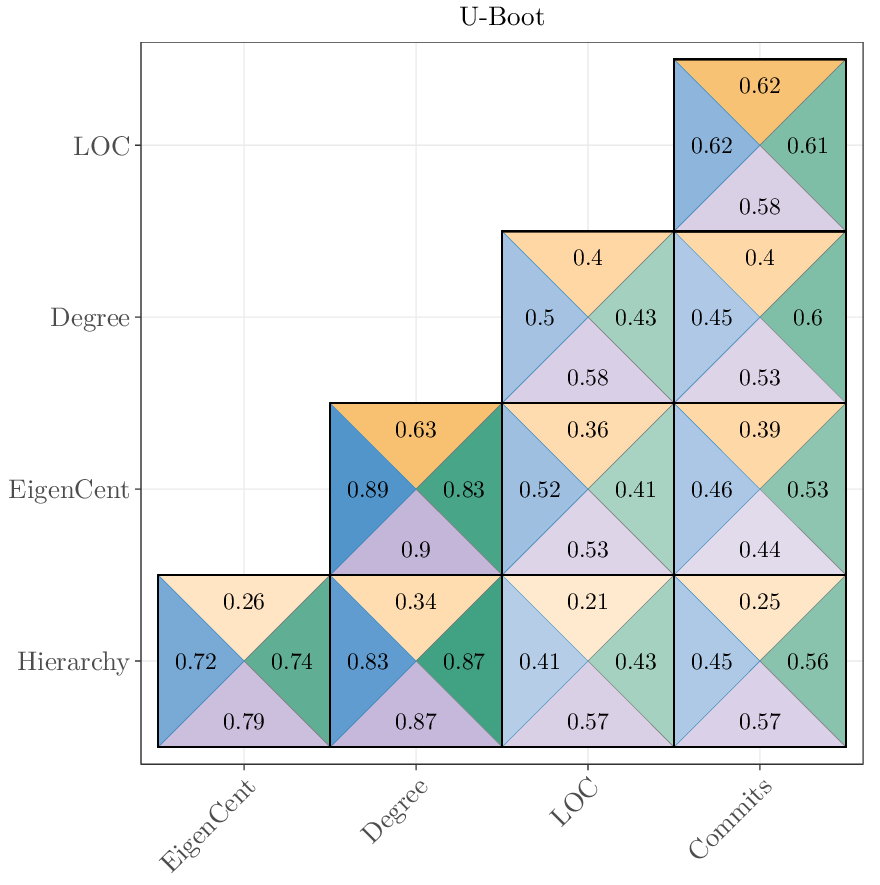 U-Boot
0.62
LOC 0.62 0.61
0.58
0.4 0.4
Degree 0.5 0.43 0.45 0.6
0.58 0.53
0.63 0.36 0.39
EigenCent 0.89 0.83 0.52 0.41 0.46 0.53
0.9 0.53 0.44
0.26 0.34 0.21 0.25
Hierarchy 0.72 0.74 0.83 0.87 0.41 0.43 0.45 0.56
0.79 0.87 0.57 0.57
EigenCent Degree LOC Commits